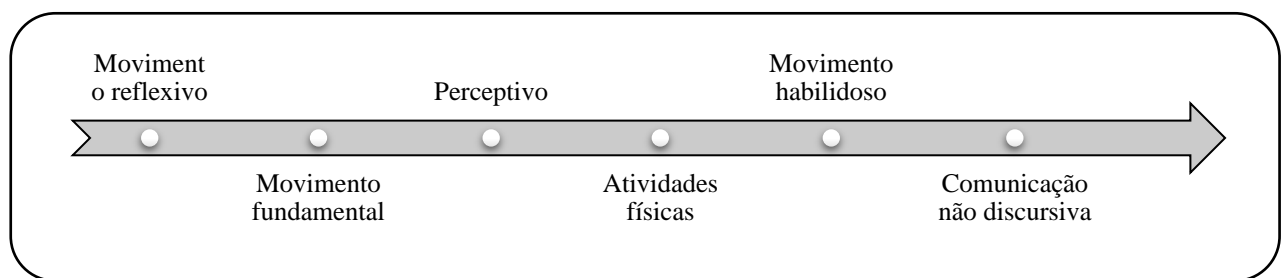 Moviment
o reflexivo
Movimento
fundamental
Perceptivo
Atividades
físicas
Movimento
habilidoso
Comunicação
não discursiva